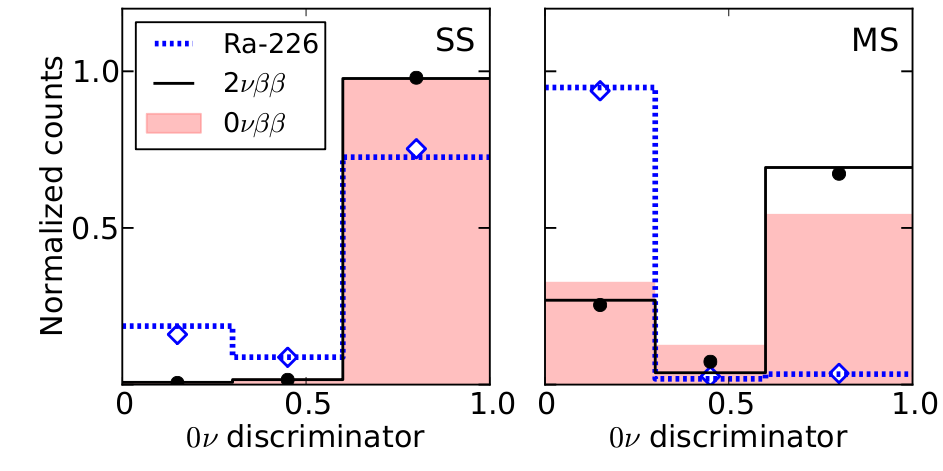 Normalized counts
1.0
0.5
Ra-226
2νββ
0νββ
SS
0 0.5 1.0
0ν discriminator
MS
0 0.5 1.0
0ν discriminator